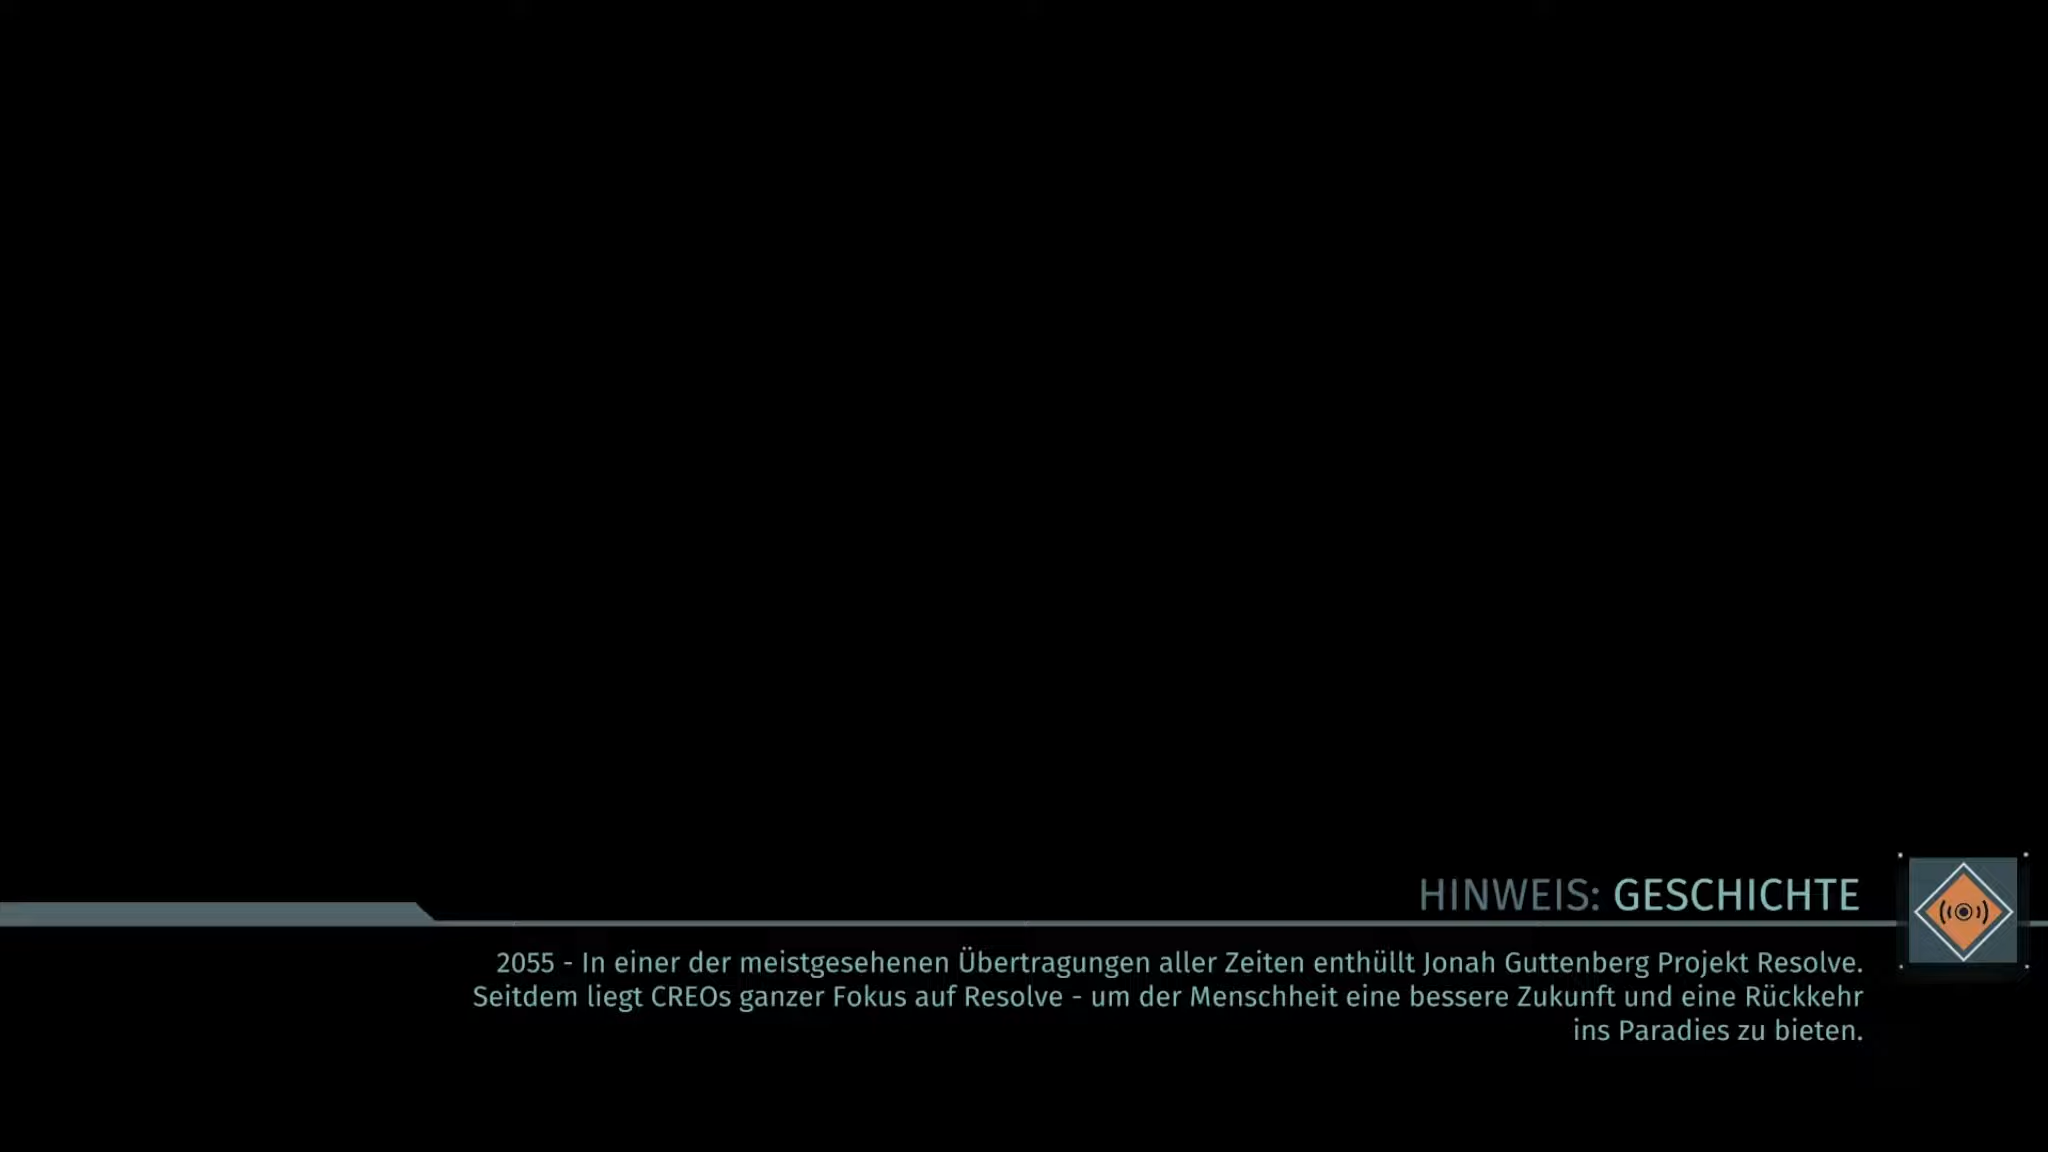 HINWEIS: GESCHICHTE
2055 - In einer der meistgesehenen Übertragungen aller Zeiten enthüllt Jonah Guttenberg Projekt Resolve.
Seitdem liegt CREOs ganzer Fokus auf Resolve - um der Menschheit eine bessere Zukunft und eine Rückkehr
ins Paradies zu bieten.